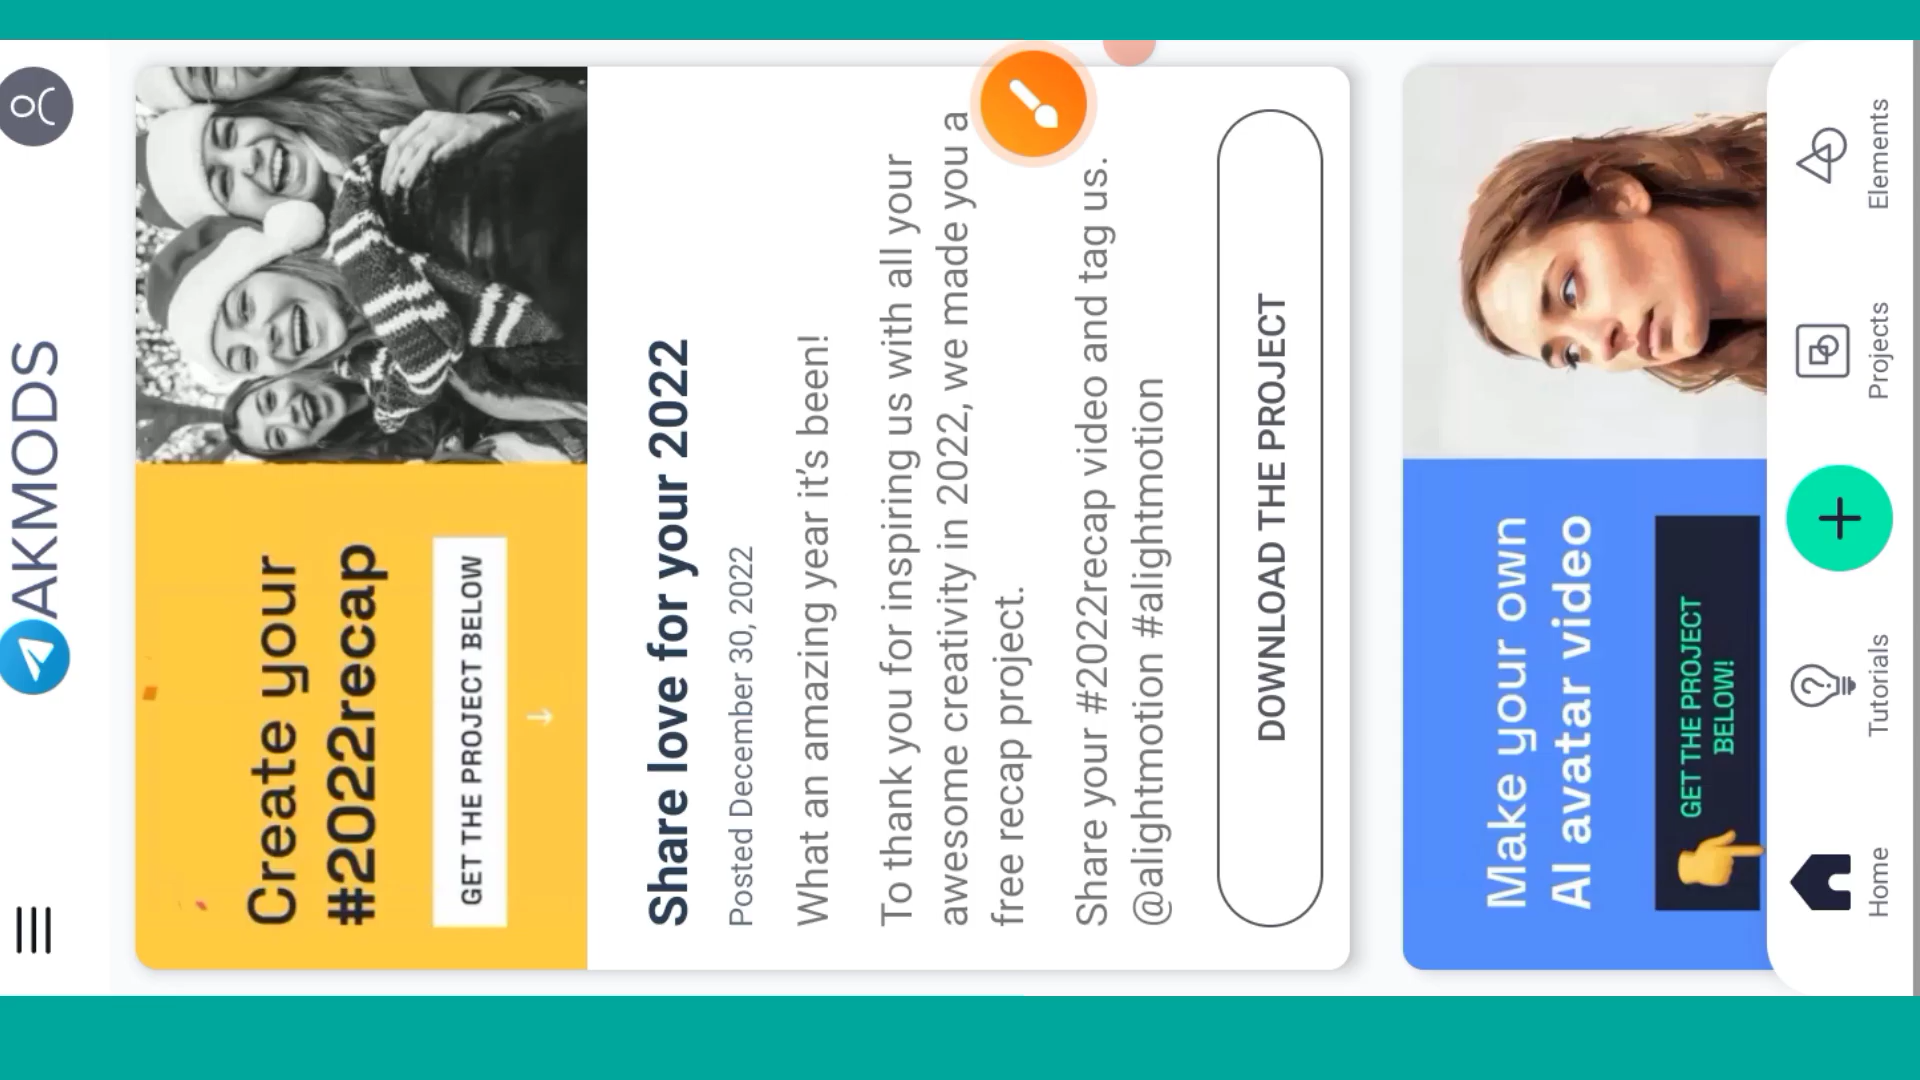 AKMODS
Create your
#2022recap
GET THE PROJECT BELOW
Share love for your 2022
Posted December 30, 2022
What an amazing year it's been!
To thank you for inspiring us with all your
awesome creativity in 2022, we made you a
free recap project.
Share your #2022recap video and tag us.
@alightmotion #alightmotion
DOWNLOAD THE PROJECT
Make your own
AI avatar video
GET THE PROJECT
BELOW!
Home
Tutorials
Projects
Elements